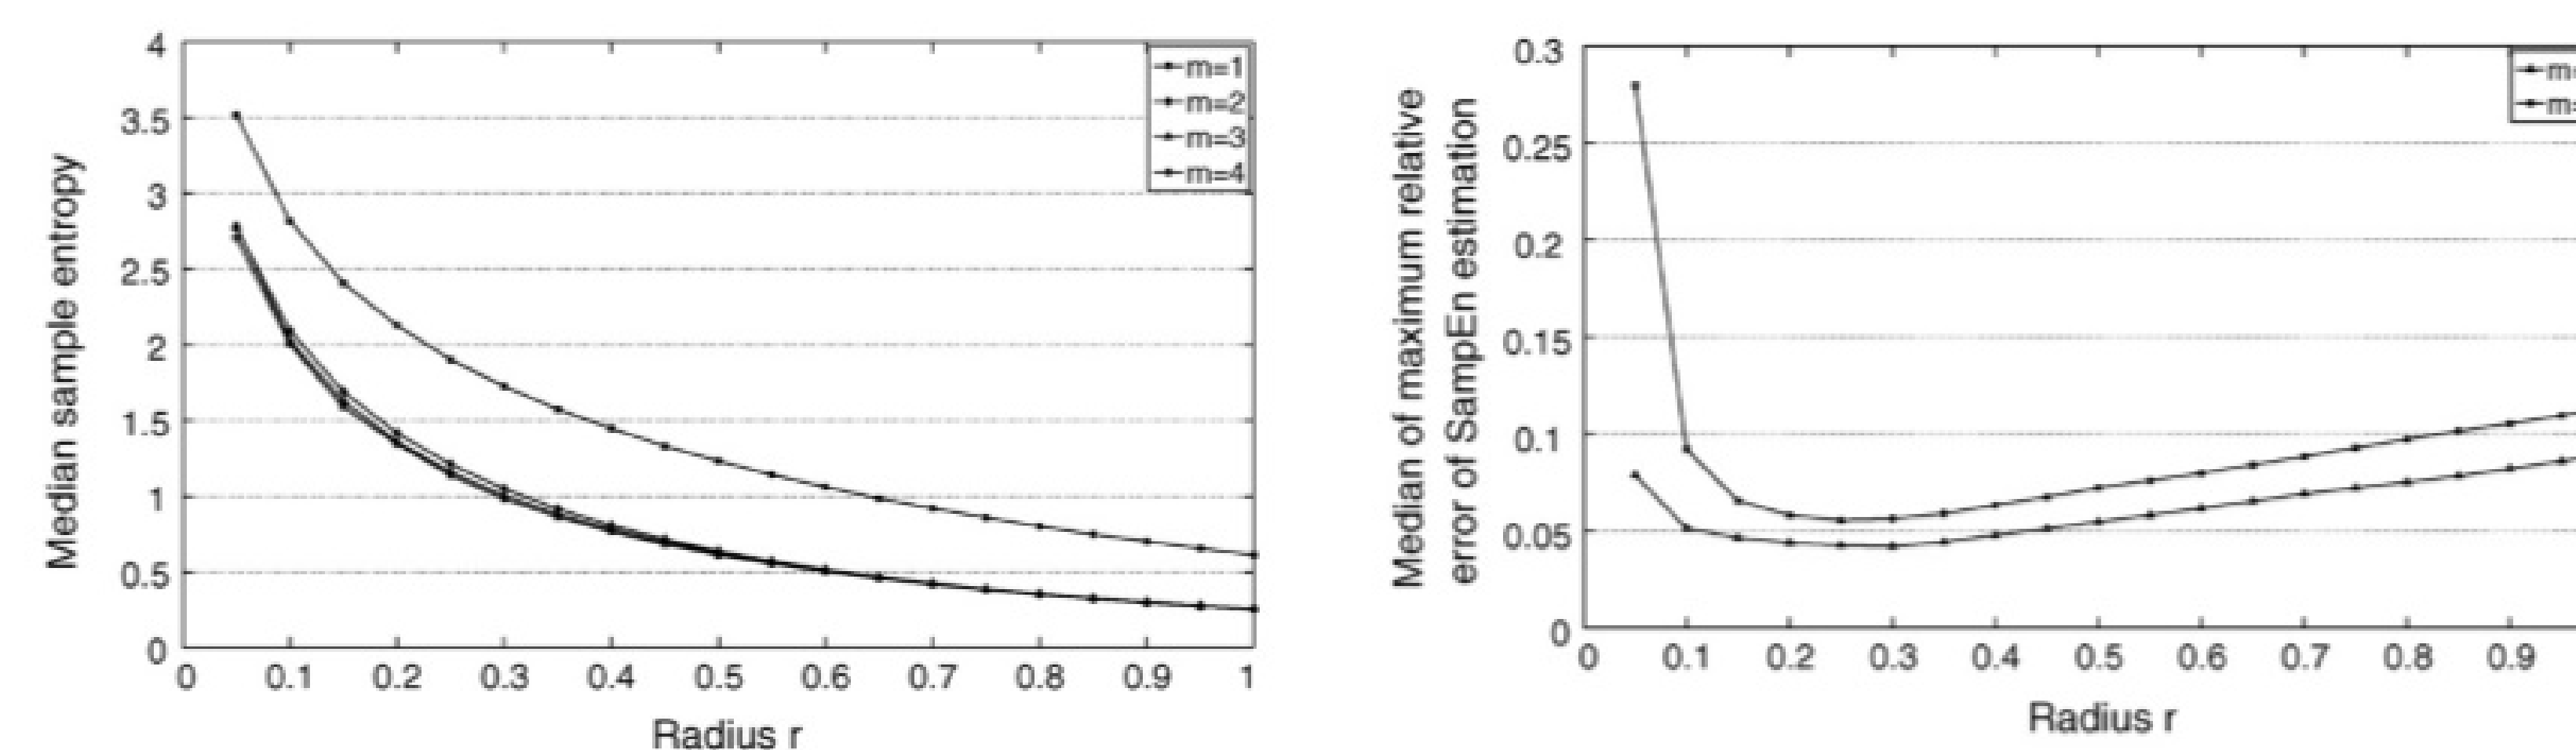 4
3.5
3
2.5
2
1.5
1
0.5
0
Median sample entropy
m=1
m=2
m=3
m=4
0 0.1 0.2 0.3 0.4 0.5 0.6 0.7 0.8 0.9 1
Radius r
0.3
0.25
0.2
0.15
0.1
0.05
0
Median of maximum relative
error of SampEn estimation
m=
m=
0 0.1 0.2 0.3 0.4 0.5 0.6 0.7 0.8 0.9
Radius r